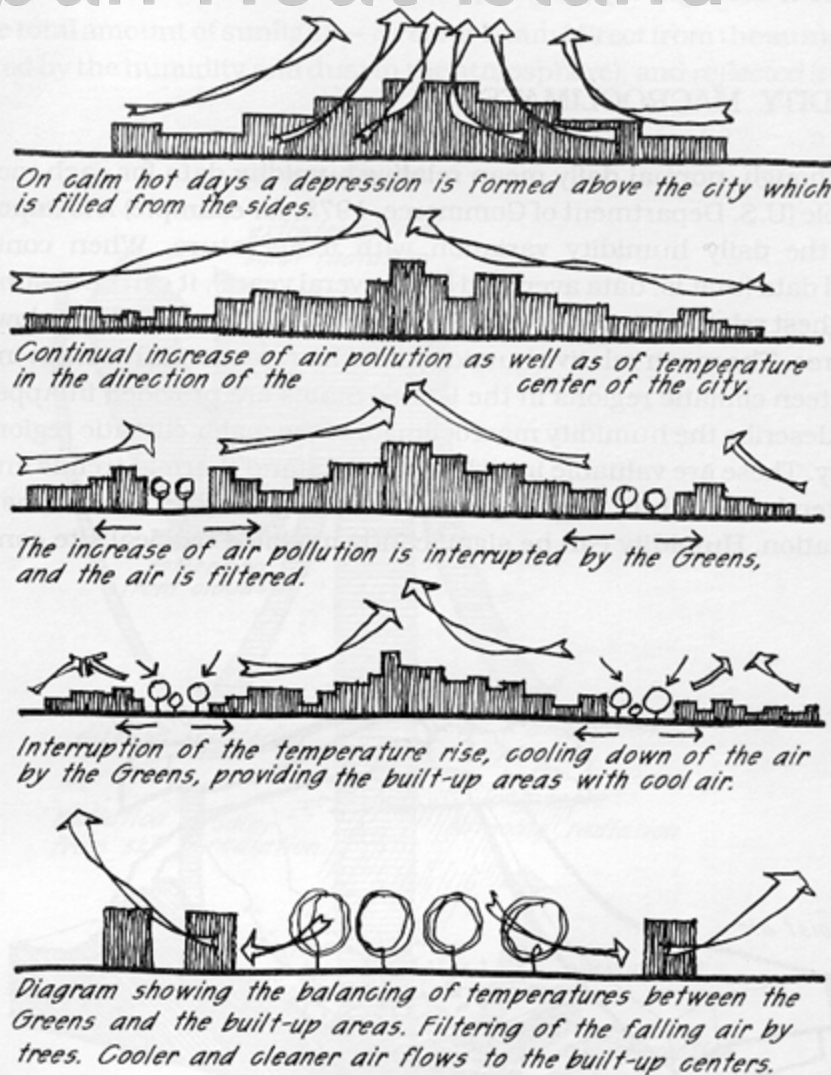 On calm hot days a depression is formed above the city which
is filled from the sides.
Continual increase of air pollution as well as of temperature
in the direction of the center of the city.
The increase of air pollution is interrupted by the Greens,
and the air is filtered.
Interruption of the temperature rise, cooling down of the air
by the Greens, providing the built-up areas with cool air.
Diagram showing the balancing of temperatures between the
Greens and the built-up areas. Filtering of the falling air by
trees. Cooler and cleaner air flows to the built-up centers.